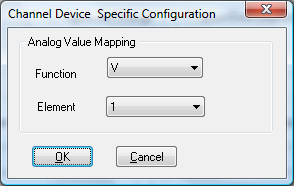 Channel Device  Specific Configuration
Analog Value Mapping
Function V
Element 1
OK Cancel